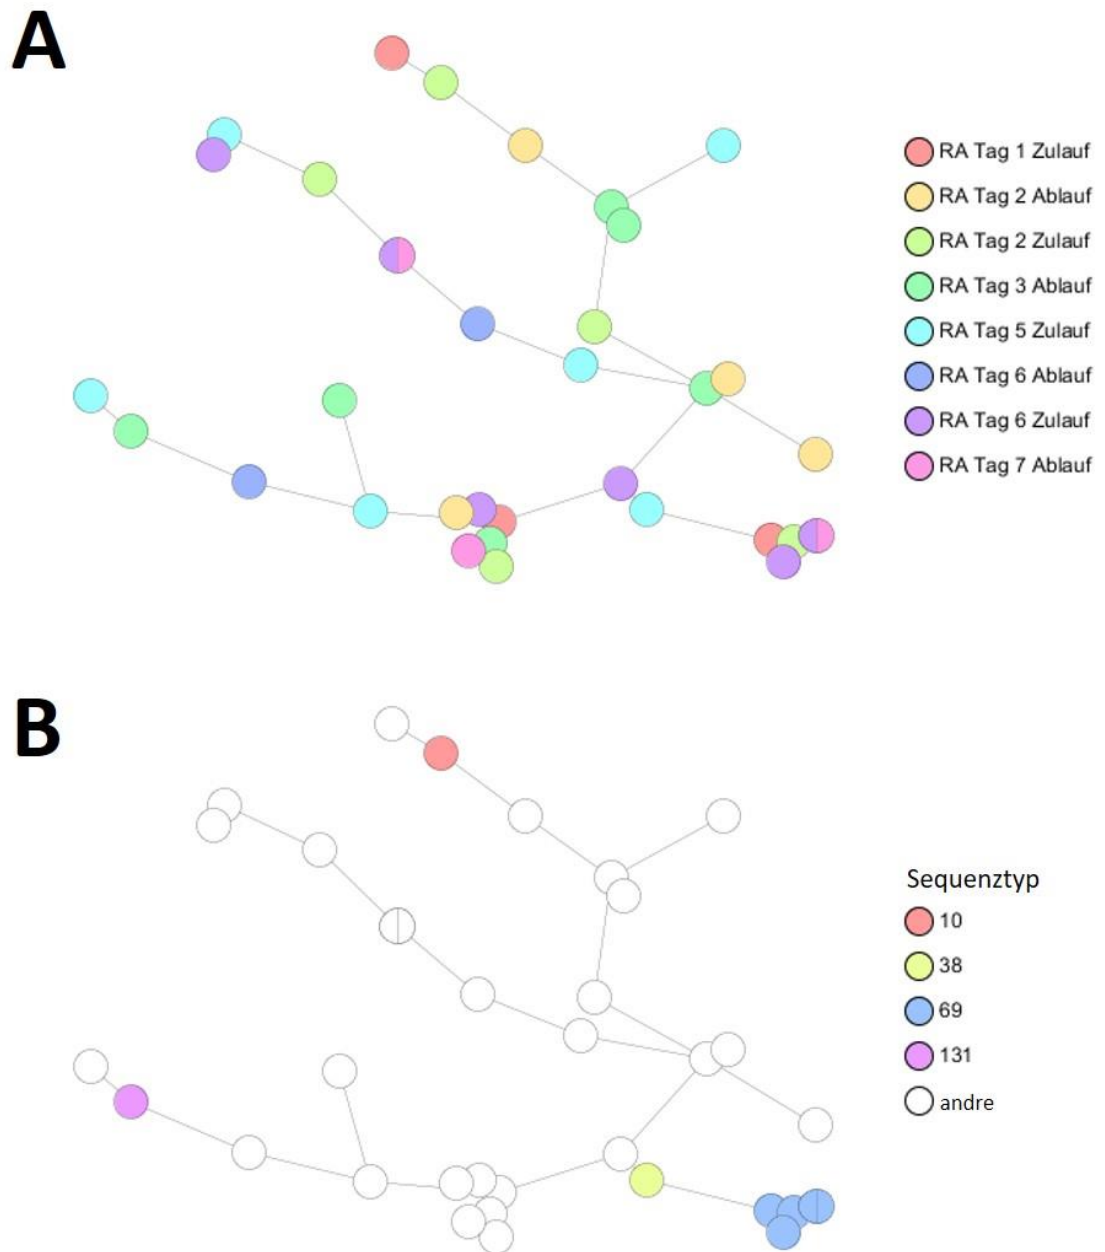 A
RA Tag 1 Zulauf
RA Tag 2 Ablauf
RA Tag 2 Zulauf
RA Tag 3 Ablauf
RA Tag 5 Zulauf
RA Tag 6 Ablauf
RA Tag 6 Zulauf
RA Tag 7 Ablauf
B
Sequenztyp
10
38
69
131
andre